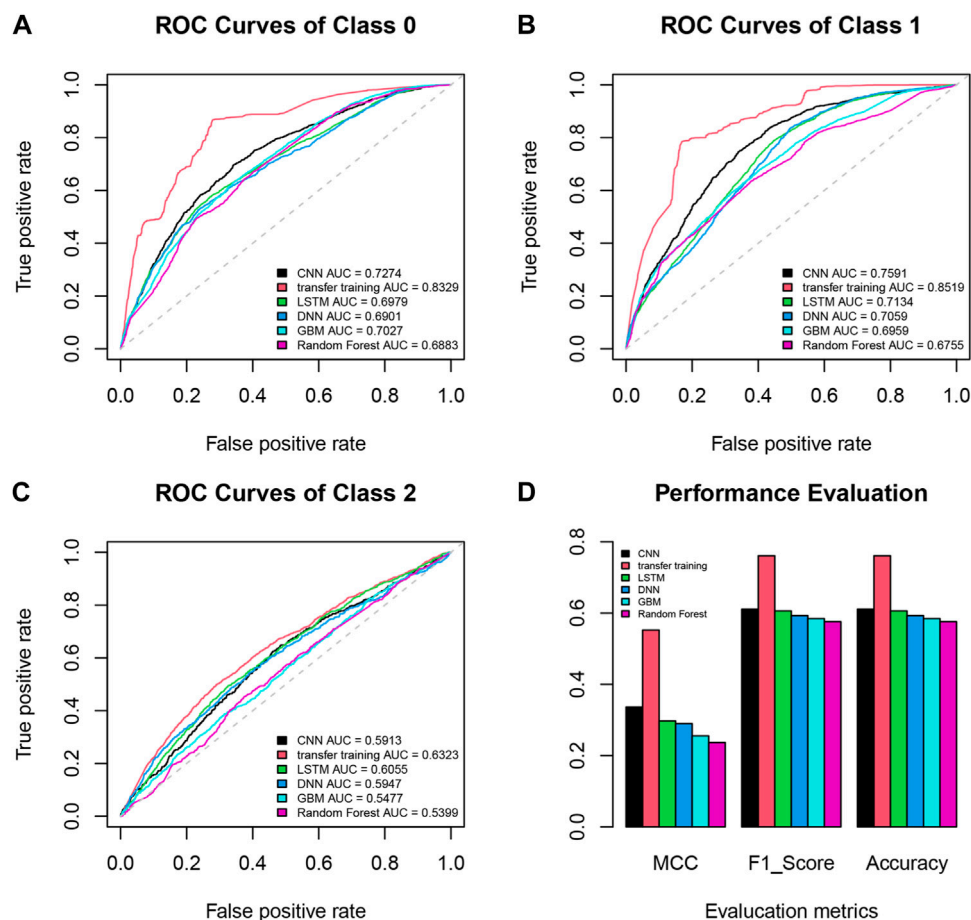 A
ROC Curves of Class 0
True positive rate
1.0
0.8
0.6
0.4
0.2
0.0
CNN AUC = 0.7274
transfer training AUC = 0.8329
LSTM AUC = 0.6979
DNN AUC = 0.6901
GBM AUC = 0.7027
Random Forest AUC = 0.6883
0.0 0.2 0.4 0.6 0.8 1.0
False positive rate
B
ROC Curves of Class 1
True positive rate
1.0
0.8
0.6
0.4
0.2
0.0
CNN AUC = 0.7591
transfer training AUC = 0.8519
LSTM AUC = 0.7134
DNN AUC = 0.7059
GBM AUC = 0.6959
Random Forest AUC = 0.6755
0.0 0.2 0.4 0.6 0.8 1.0
False positive rate
C
ROC Curves of Class 2
True positive rate
1.0
0.8
0.6
0.4
0.2
0.0
CNN AUC = 0.5913
transfer training AUC = 0.6323
LSTM AUC = 0.6055
DNN AUC = 0.5947
GBM AUC = 0.5477
Random Forest AUC = 0.5399
0.0 0.2 0.4 0.6 0.8 1.0
False positive rate
D
Performance Evaluation
0.8
0.6
0.4
0.2
0.0
CNN
transfer training
LSTM
DNN
GBM
Random Forest
MCC F1_Score Accuracy
Evalucation metrics